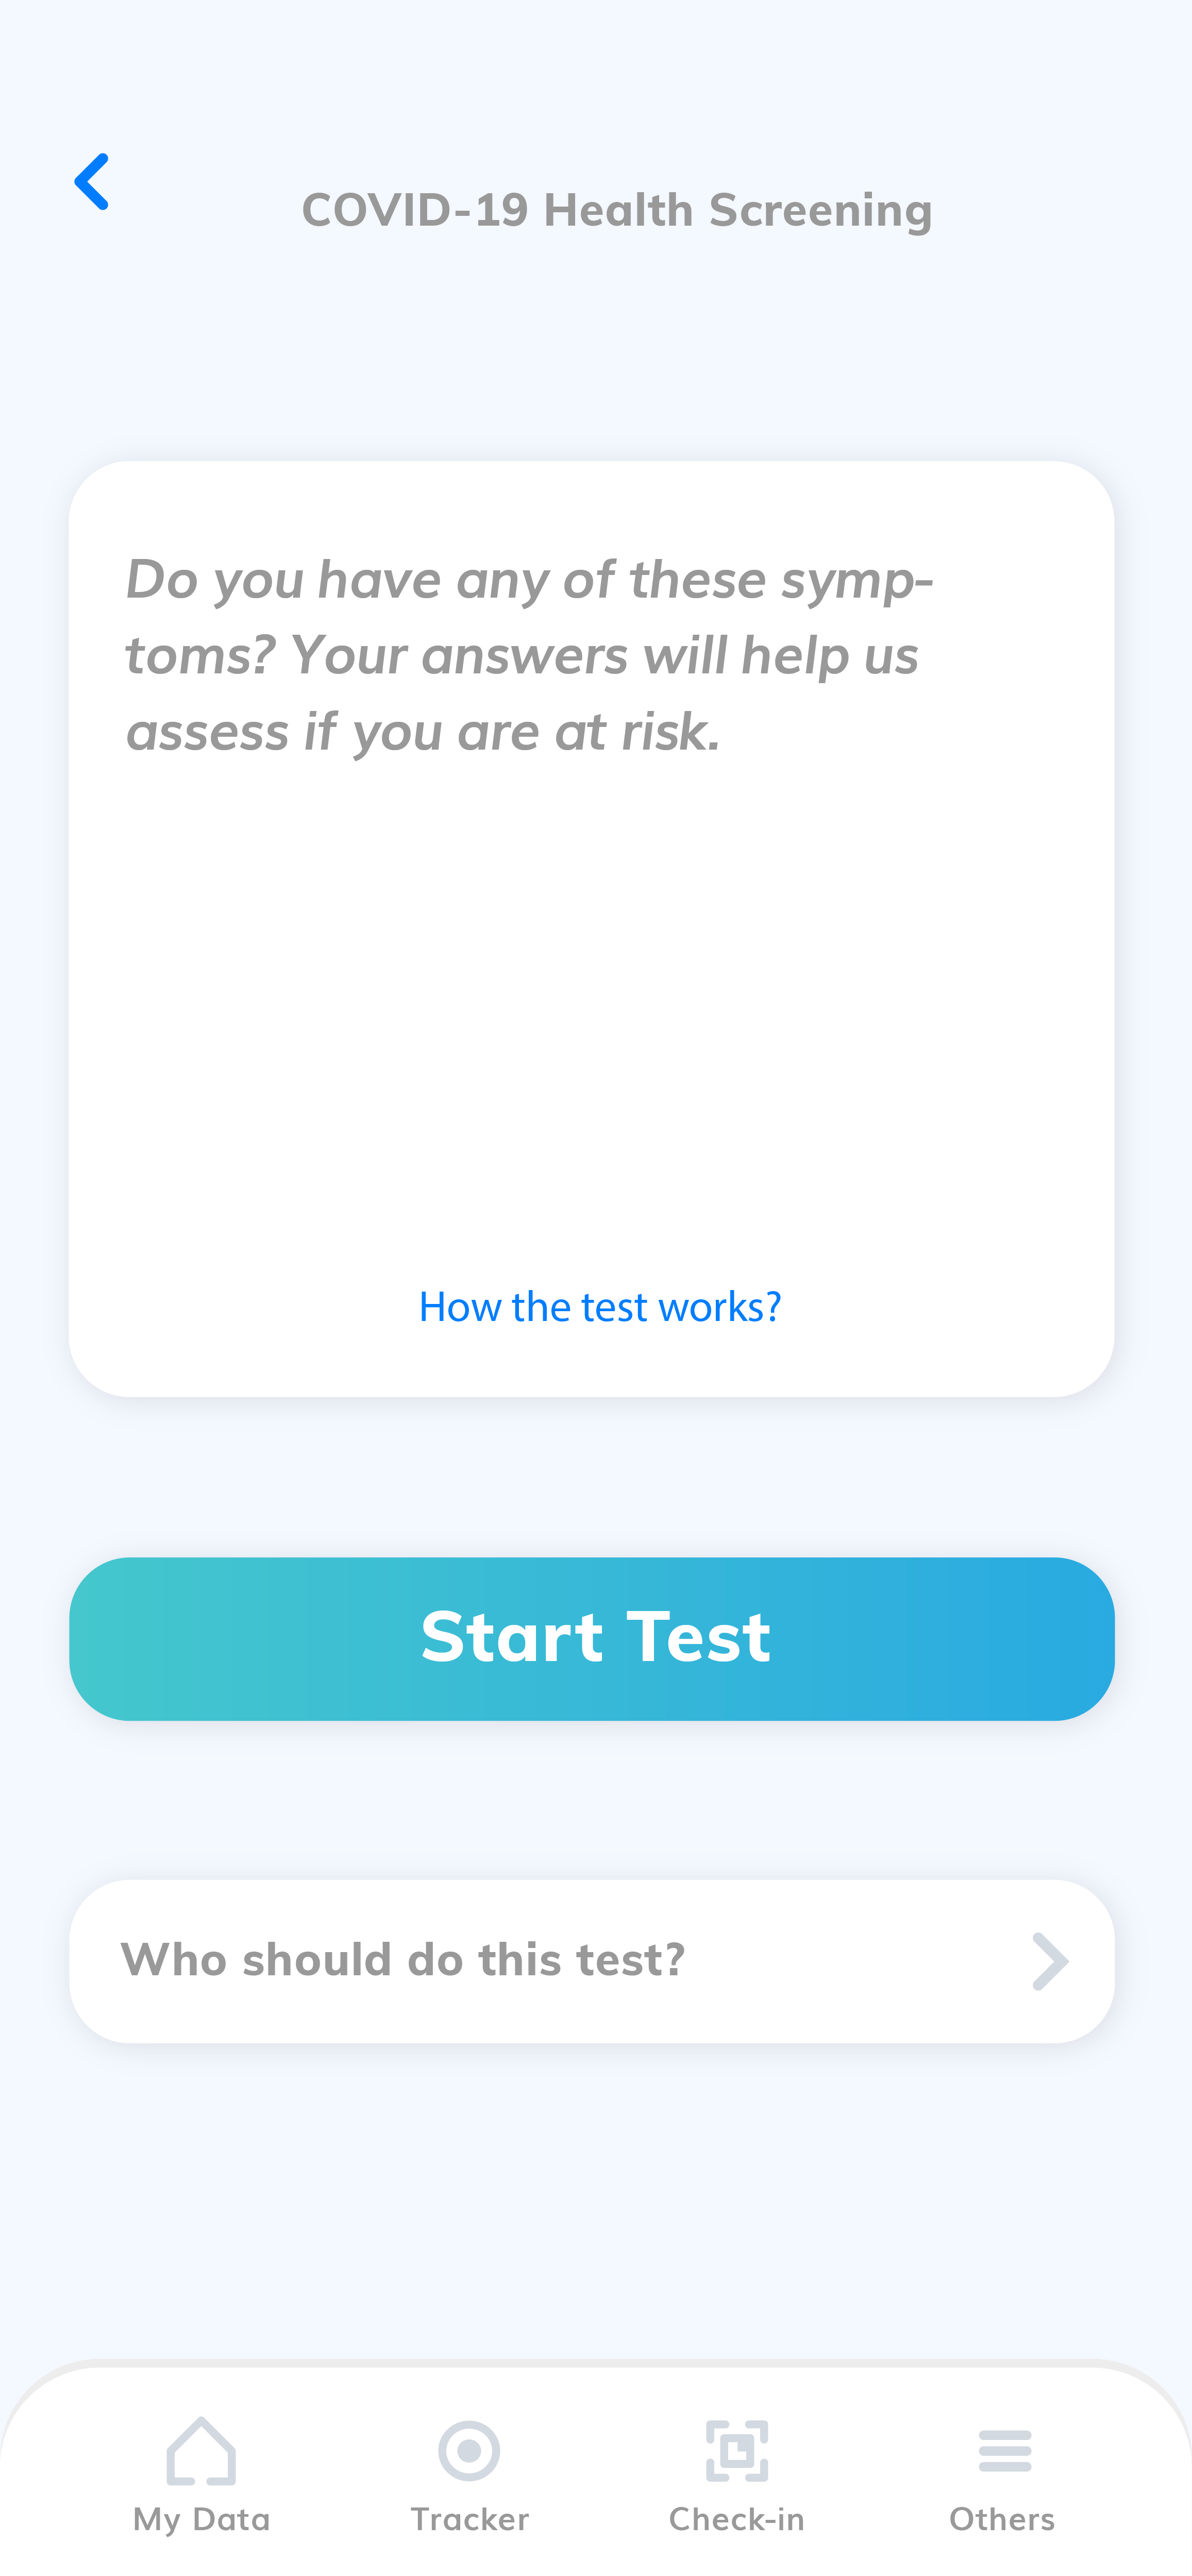 COVID-19 Health Screening
Do you have any of these symp-
toms? Your answers will help us
assess if you are at risk.
How the test works?
Start Test
Who should do this test?
My Data
Tracker
Check-in
Others